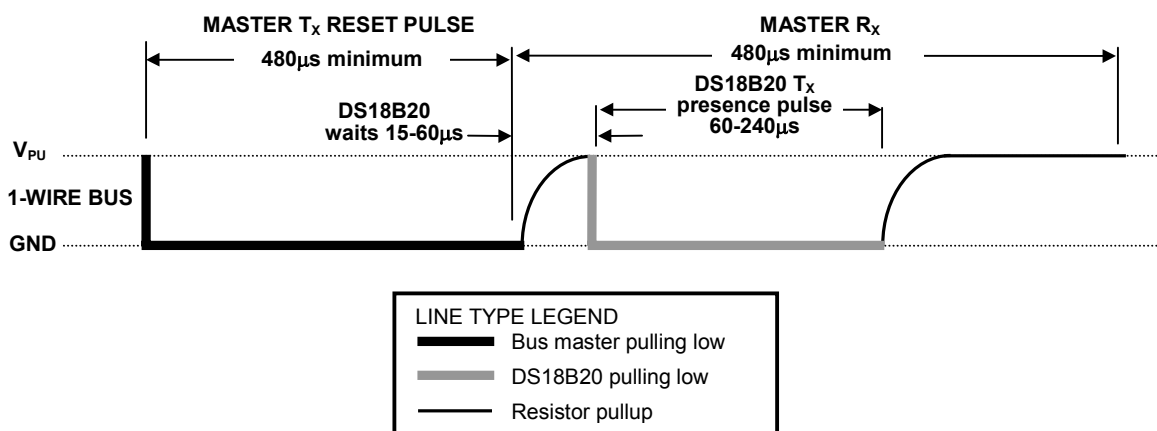 MASTER TX RESET PULSE
480µs minimum
MASTER RX
480µs minimum
DS18B20
waits 15-60µs
DS18B20 TX
presence pulse
60-240µs
VPU
1-WIRE BUS
GND
LINE TYPE LEGEND
Bus master pulling low
DS18B20 pulling low
Resistor pullup